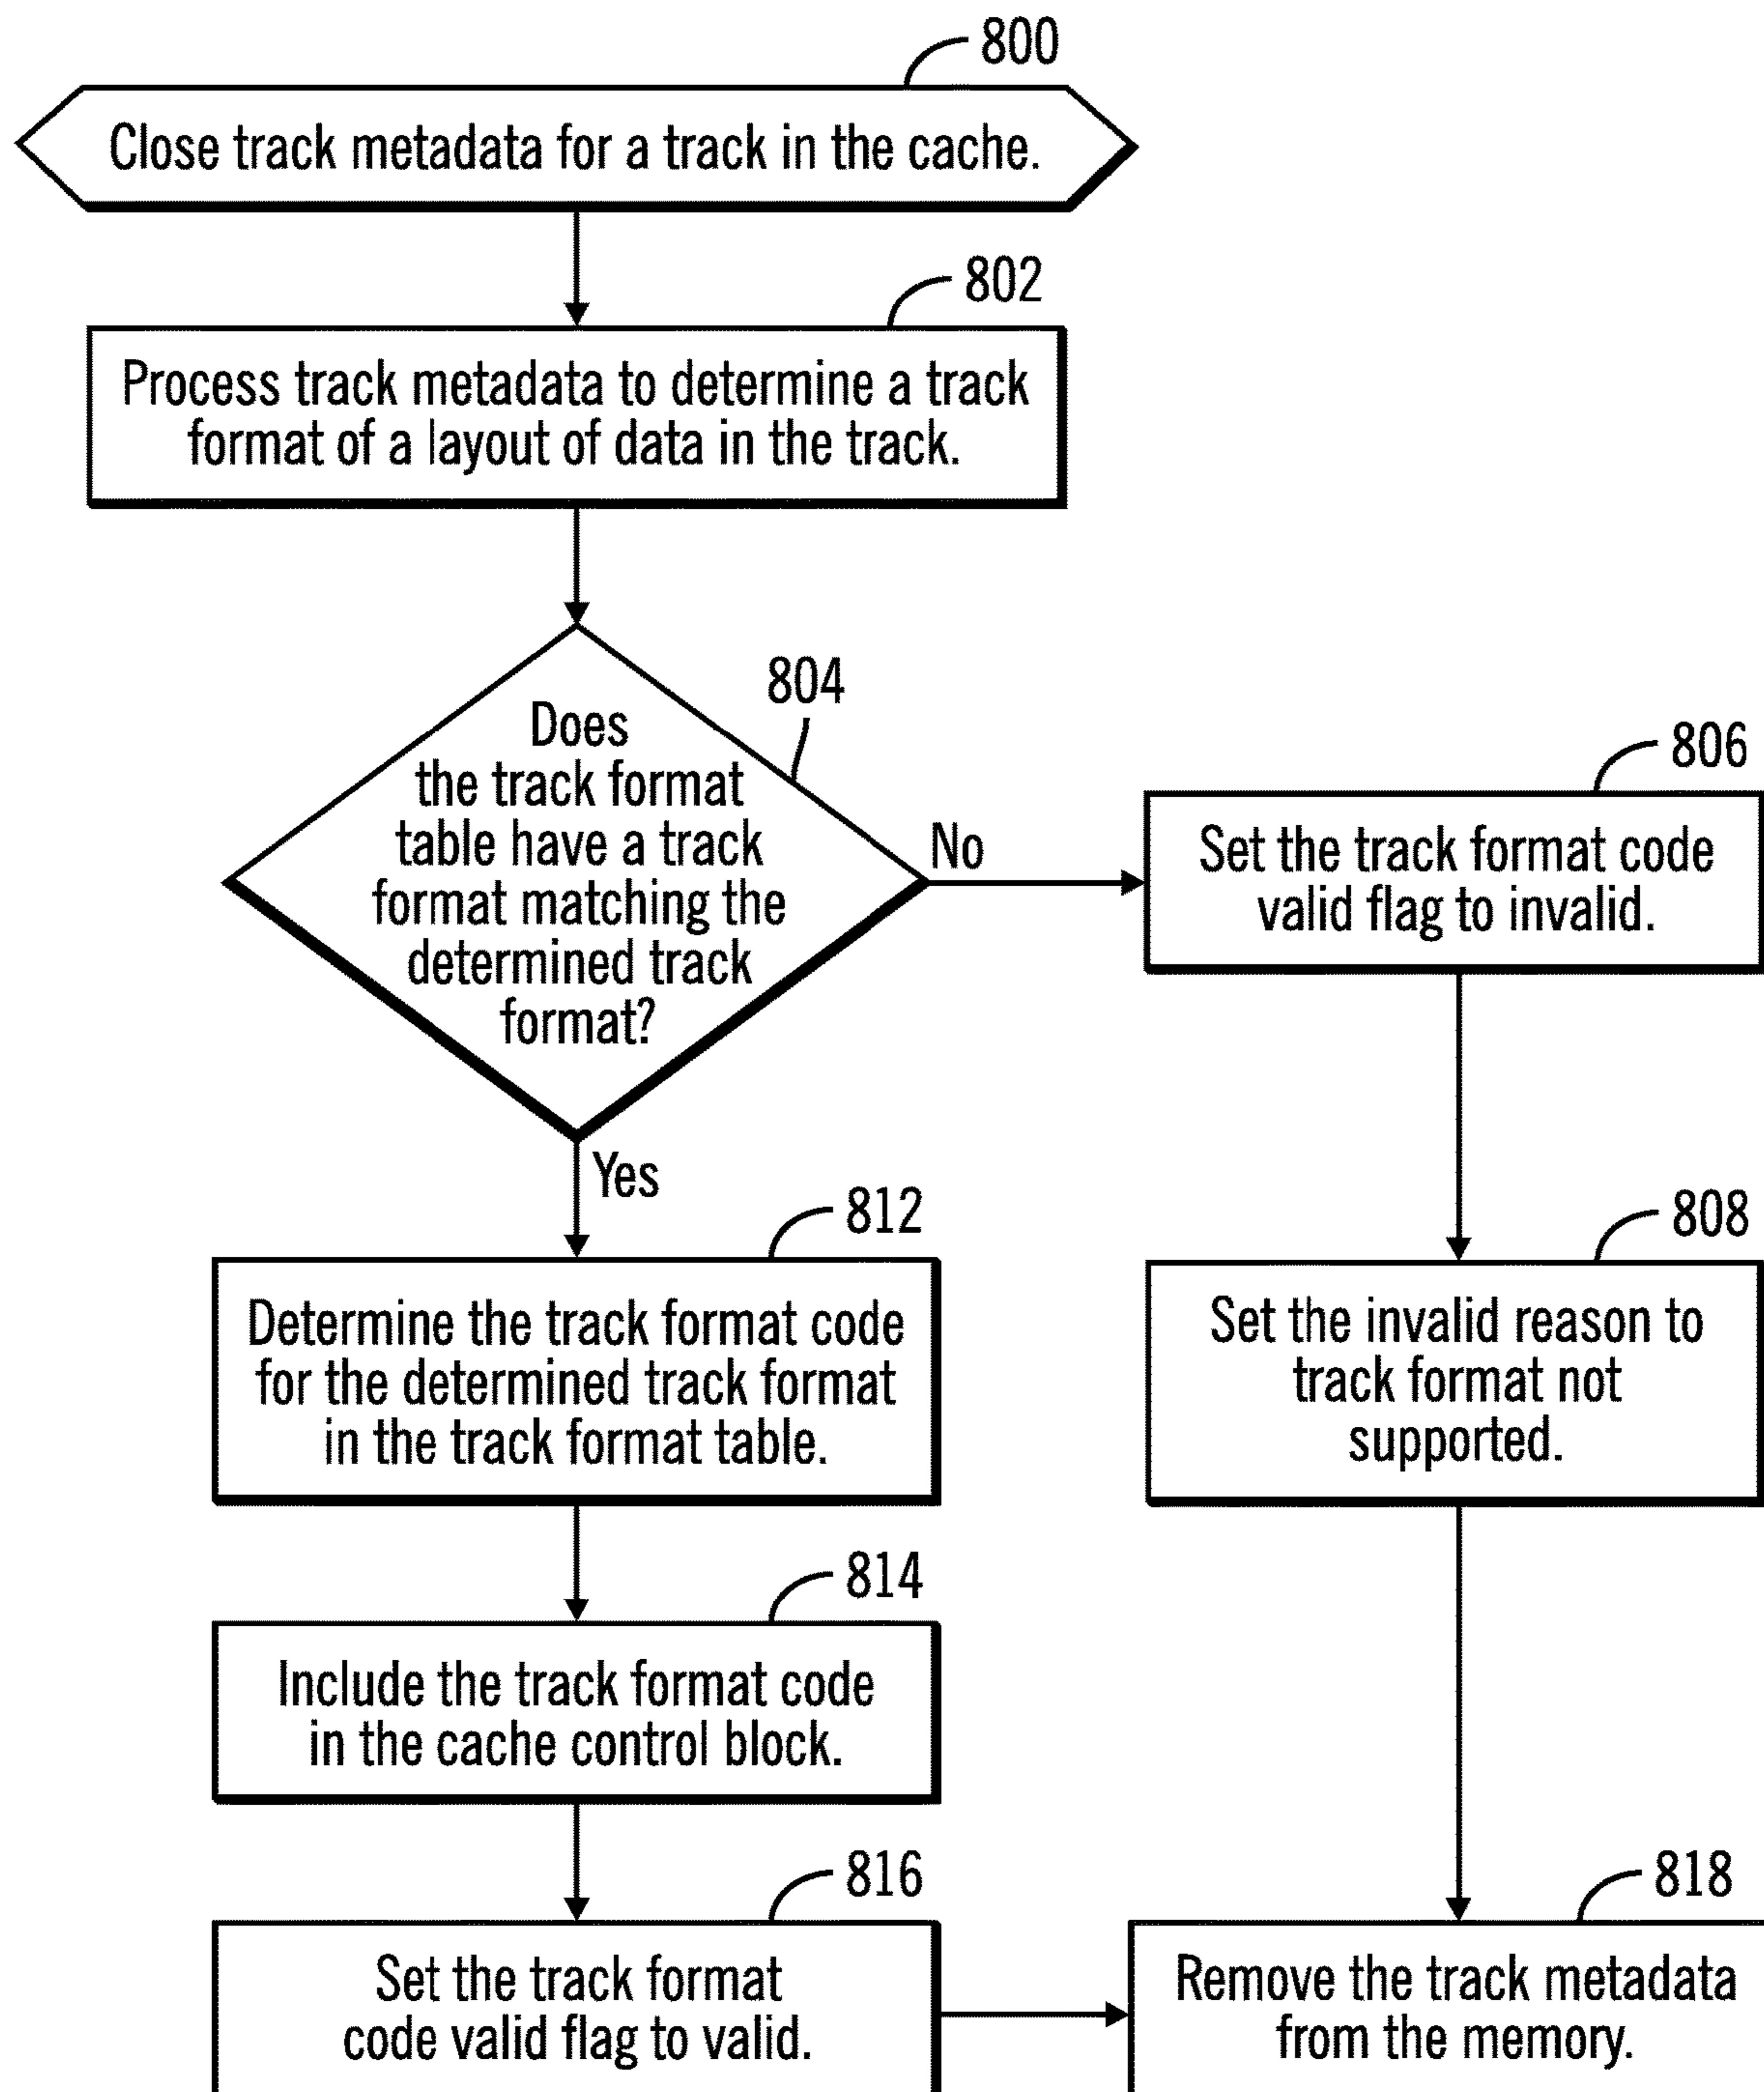 800
Close track metadata for a track in the cache.
802
Process track metadata to determine a track
format of a layout of data in the track.
804
Does
the track format
table have a track
format matching the
determined track
format?
No
806
Set the track format code
valid flag to invalid.
Yes
812
Determine the track format code
for the determined track format
in the track format table.
808
Set the invalid reason to
track format not
supported.
814
Include the track format code
in the cache control block.
816
Set the track format
code valid flag to valid.
818
Remove the track metadata
from the memory.